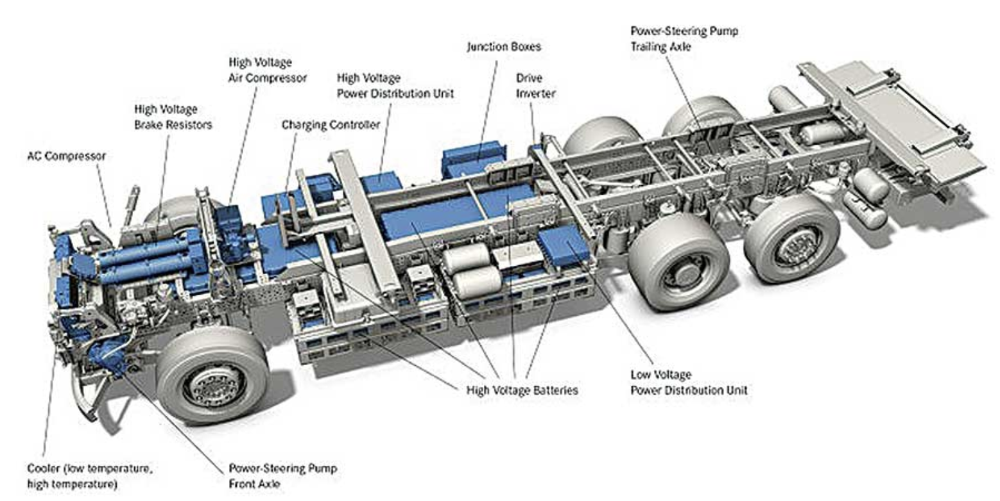 Power-Steering Pump
Trailing Axle
Junction Boxes
High Voltage
Air Compressor
High Voltage
Power Distribution Unit
Drive
Inverter
High Voltage
Brake Resistors
Charging Controller
AC Compressor
Low Voltage
Power Distribution Unit
High Voltage Batteries
Cooler (low temperature,
high temperature)
Power-Steering Pump
Front Axle